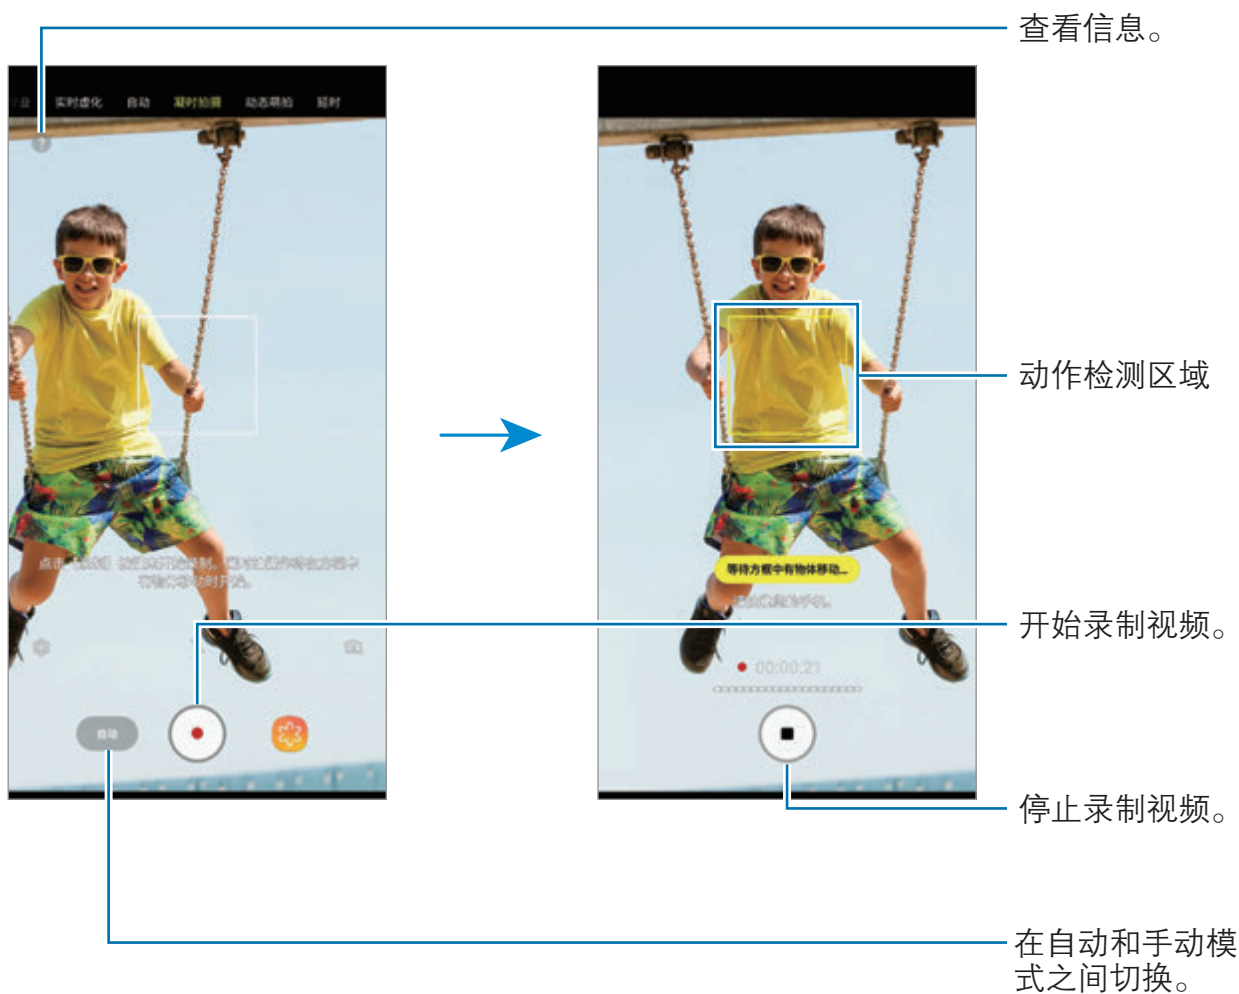 查看信息。
实时虚化 自动 凝时拍摄 动态萌拍 延时
?
动作检测区域
等待方框中有物体移动...
开始录制视频。
00:00:21
自动
停止录制视频。
在自动和手动模
式之间切换。